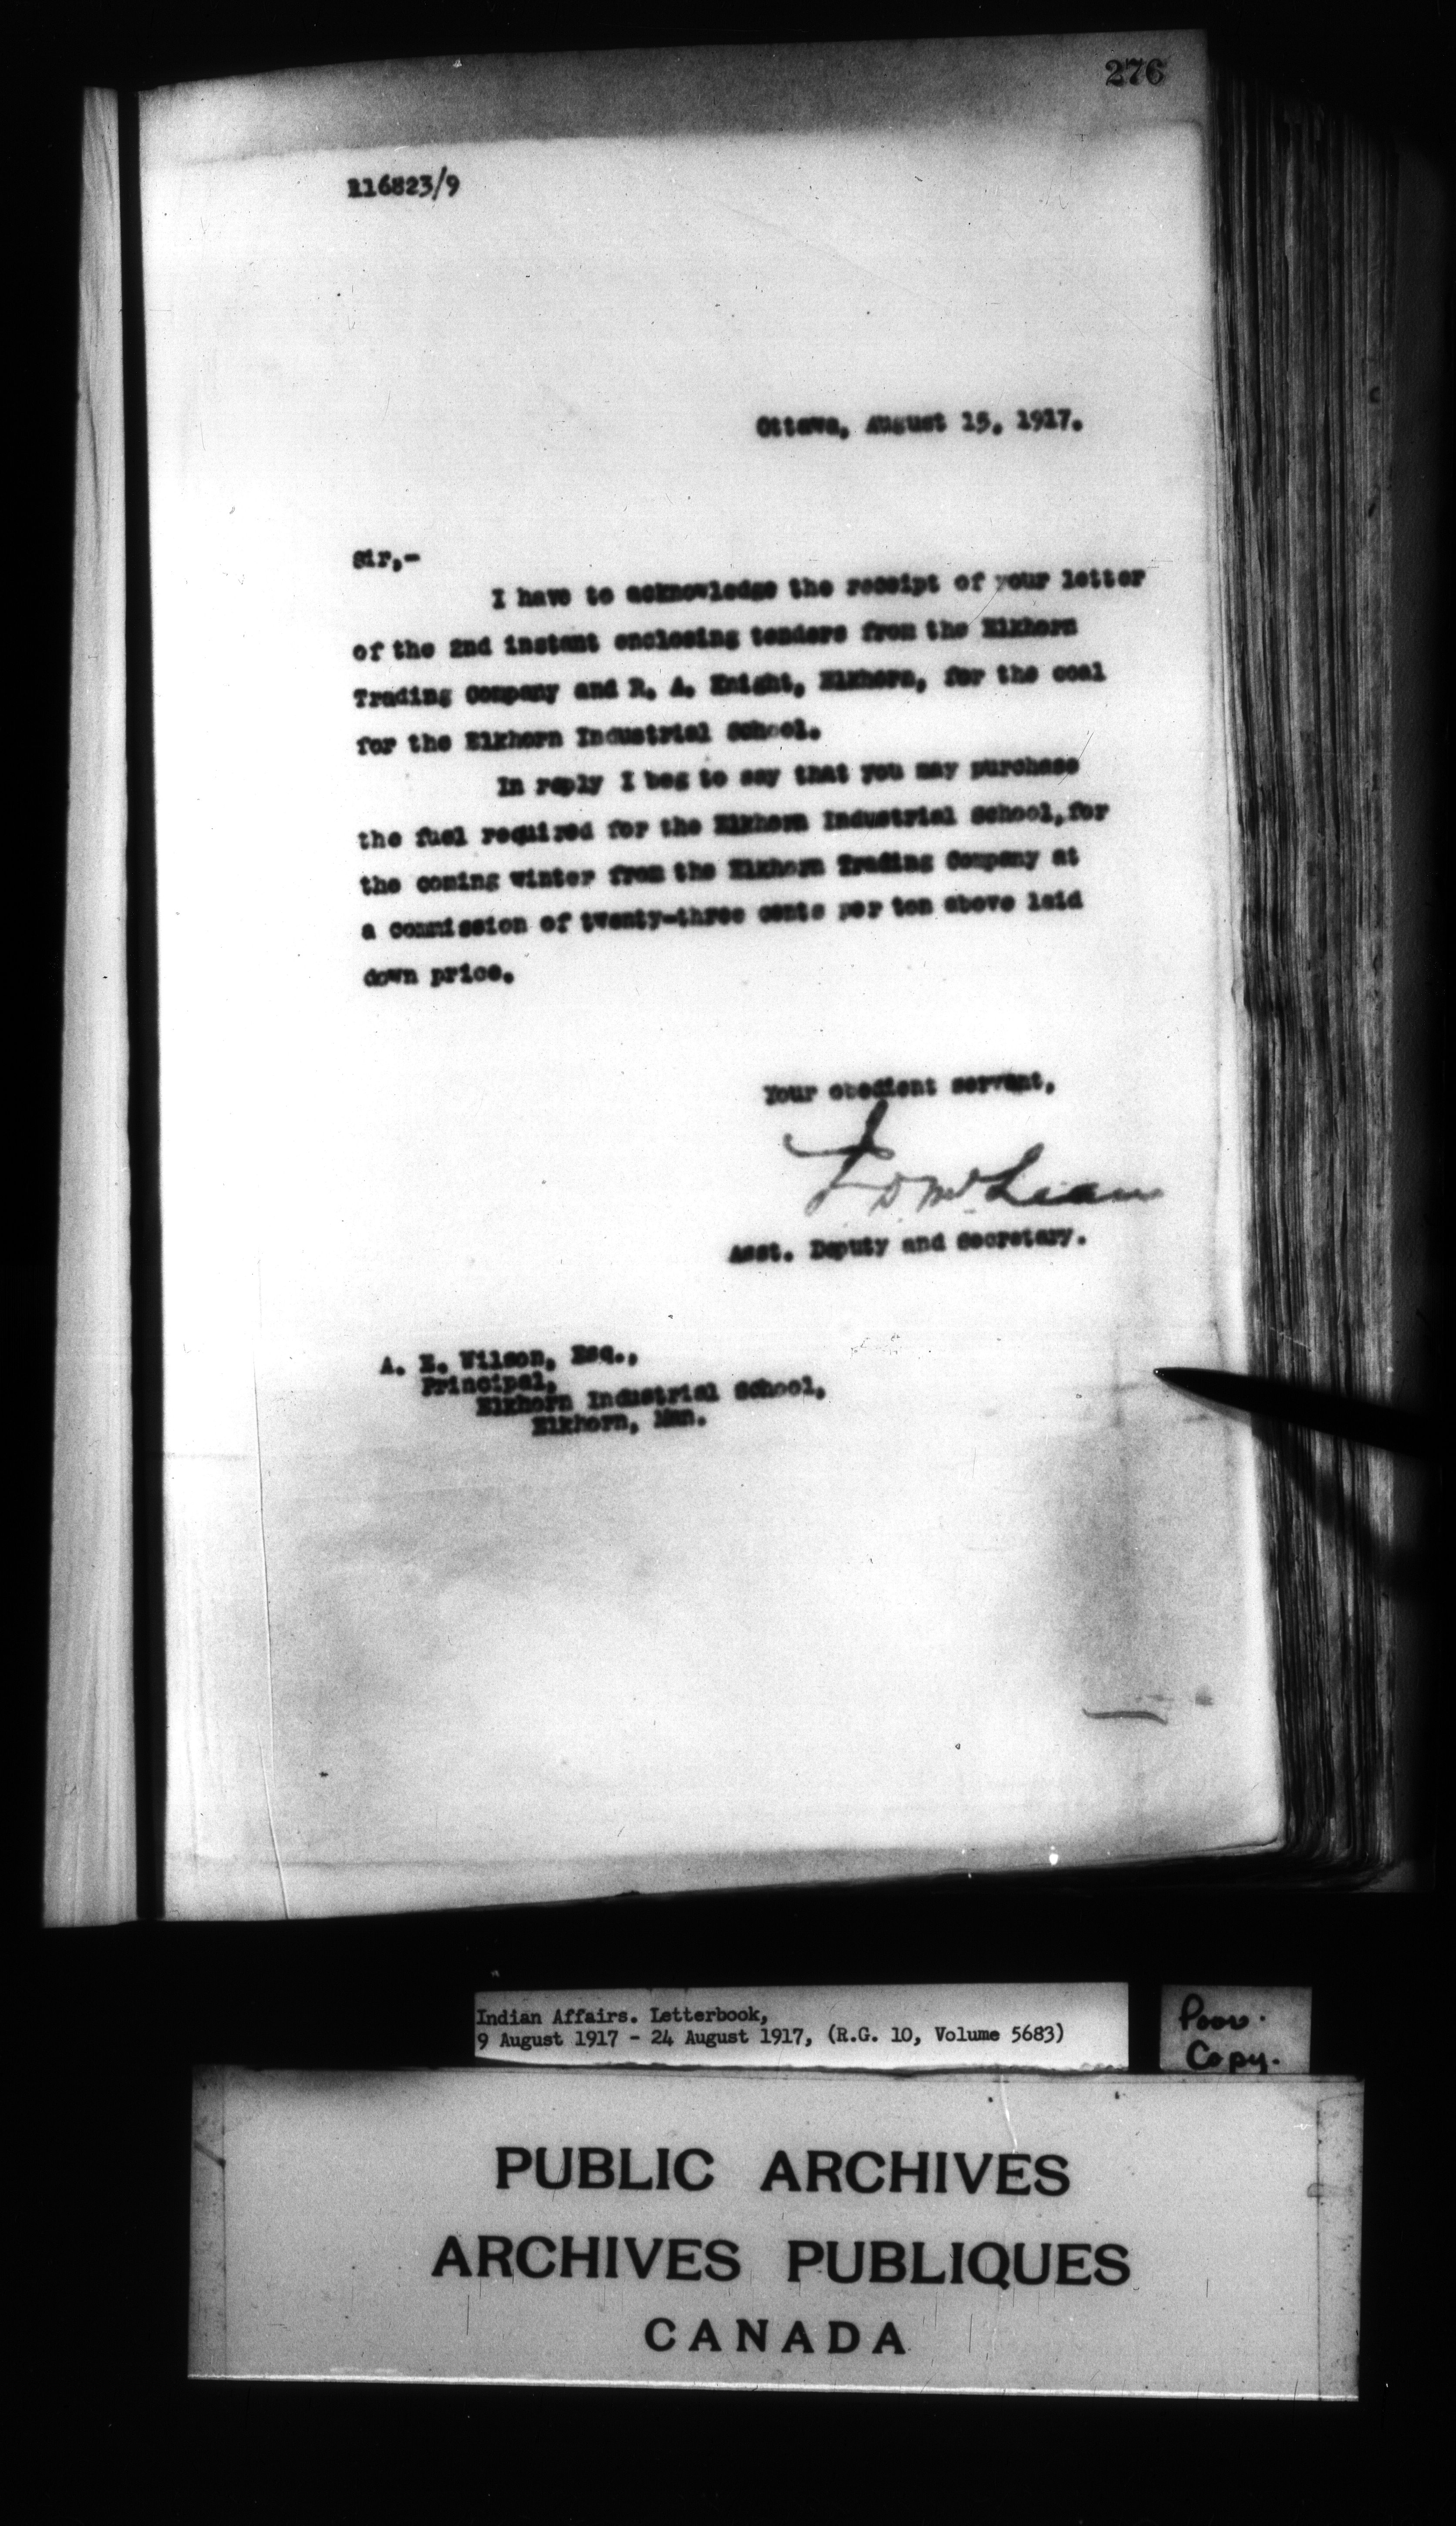 276
116823/9
Ottawa, August 15, 1917.
Sir,-
I have to acknowledge the receipt of your letter
of the 2nd instant enclosing tenders from the Elkhorn
Trading Company and R. A. Knight, Elkhorn, for the coal
for the Elkhorn Industrial School.
In reply I beg to say that you may purchase
the fuel required for the Elkhorn Industrial School, for
the coming winter from the Elkhorn Trading Company at
a commission of twenty-three cents per ton above laid
down price.
Your obedient servant,
J D McLean
Asst. Deputy and Secretary.
A. E. Wilson, Esq.,
Principal,
Elkhorn Industrial School,
Elkhorn, Man.
Indian Affairs. Letterbook,
9 August 1917 - 24 August 1917, (R.G. 10, Volume 5683)
Poor.
Copy.
PUBLIC ARCHIVES
ARCHIVES PUBLIQUES
CANADA